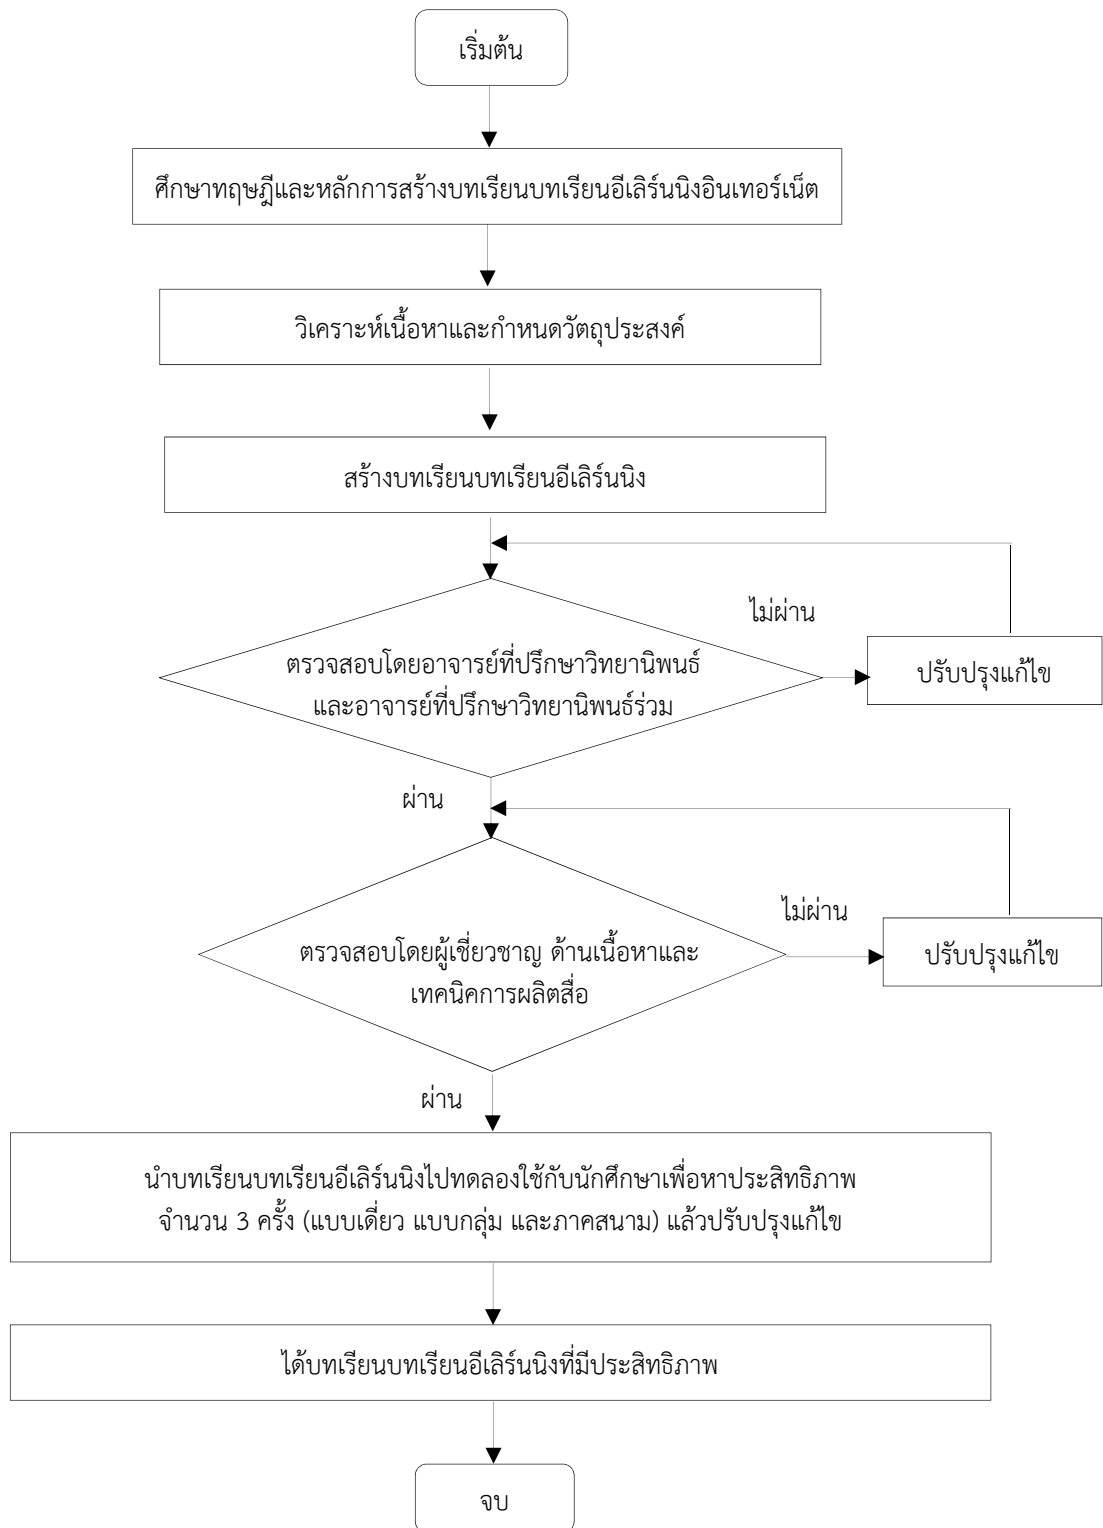 เริ่มต้น
ศึกษาทฤษฎีและหลักการสร้างบทเรียนบทเรียนอีเลิร์นนิงอินเทอร์เน็ต
วิเคราะห์เนื้อหาและกำหนดวัตถุประสงค์
สร้างบทเรียนบทเรียนอีเลิร์นนิง
ไม่ผ่าน
ตรวจสอบโดยอาจารย์ที่ปรึกษาวิทยานิพนธ์
และอาจารย์ที่ปรึกษาวิทยานิพนธ์ร่วม
ปรับปรุงแก้ไข
ผ่าน
ไม่ผ่าน
ตรวจสอบโดยผู้เชี่ยวชาญ ด้านเนื้อหาและ
เทคนิคการผลิตสื่อ
ปรับปรุงแก้ไข
ผ่าน
นำบทเรียนบทเรียนอีเลิร์นนิงไปทดลองใช้กับนักศึกษาเพื่อหาประสิทธิภาพ
จำนวน 3 ครั้ง (แบบเดี่ยว แบบกลุ่ม และภาคสนาม) แล้วปรับปรุงแก้ไข
ได้บทเรียนบทเรียนอีเลิร์นนิงที่มีประสิทธิภาพ
จบ